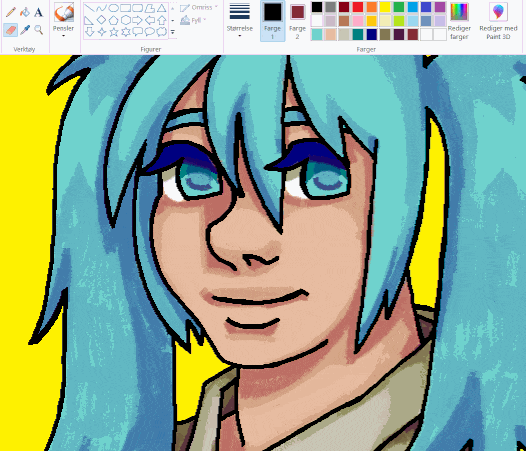 Pensler
Omriss
Fyll
Størrelse
Farge
1
Farge
2
Rediger
farger
Rediger med
Paint 3D
Verktøy
Figurer
Farger